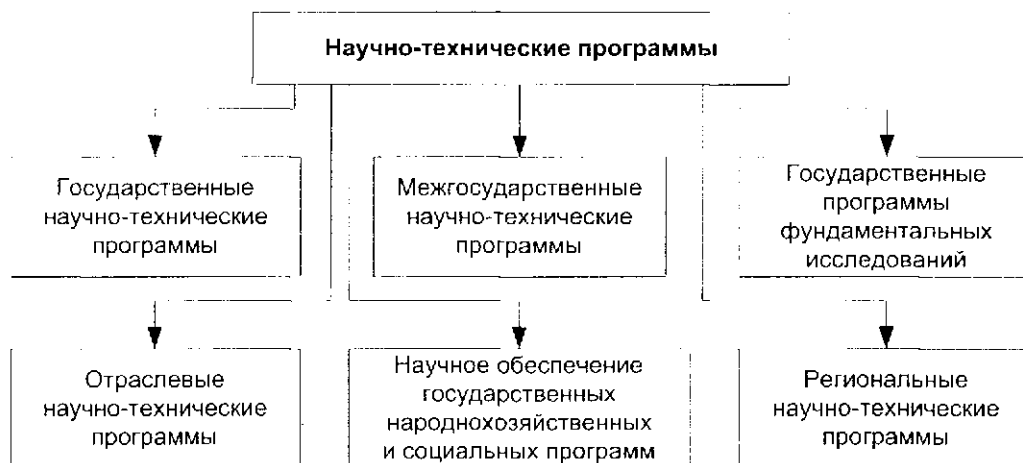 Научно-технические программы
Государственные
научно-технические
программы
Межгосударственные
научно-технические
программы
Государственные
программы
фундаментальных
исследований
Отраслевые
научно-технические
программы
Научное обеспечение
государственных
народнохозяйственных
и социальных программ
Региональные
научно-технические
программы